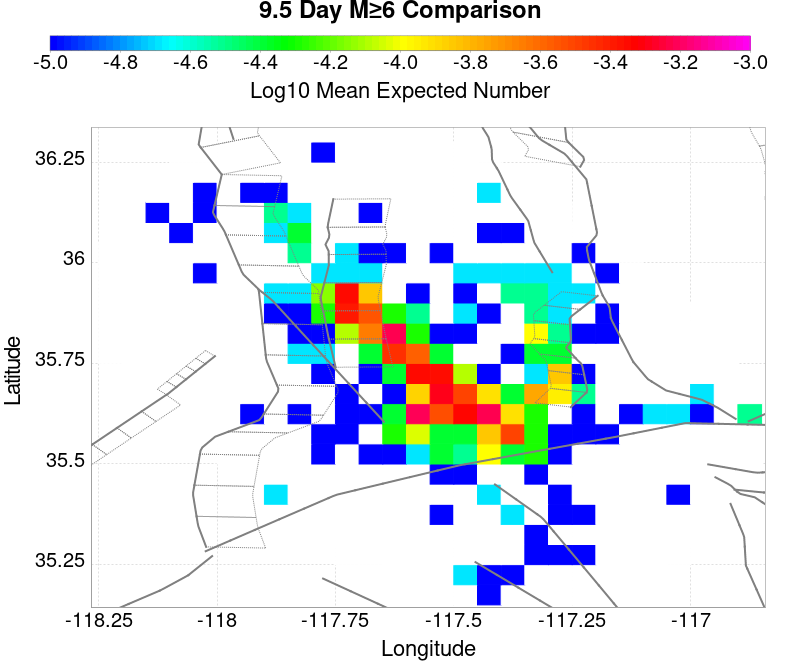 9.5 Day M≥6 Comparison
-5.0 -4.8 -4.6 -4.4 -4.2 -4.0 -3.8 -3.6 -3.4 -3.2 -3.0
Log10 Mean Expected Number
36.25
36
35.75
35.5
35.25
Latitude
-118.25 -118 -117.75 -117.5 -117.25 -117
Longitude